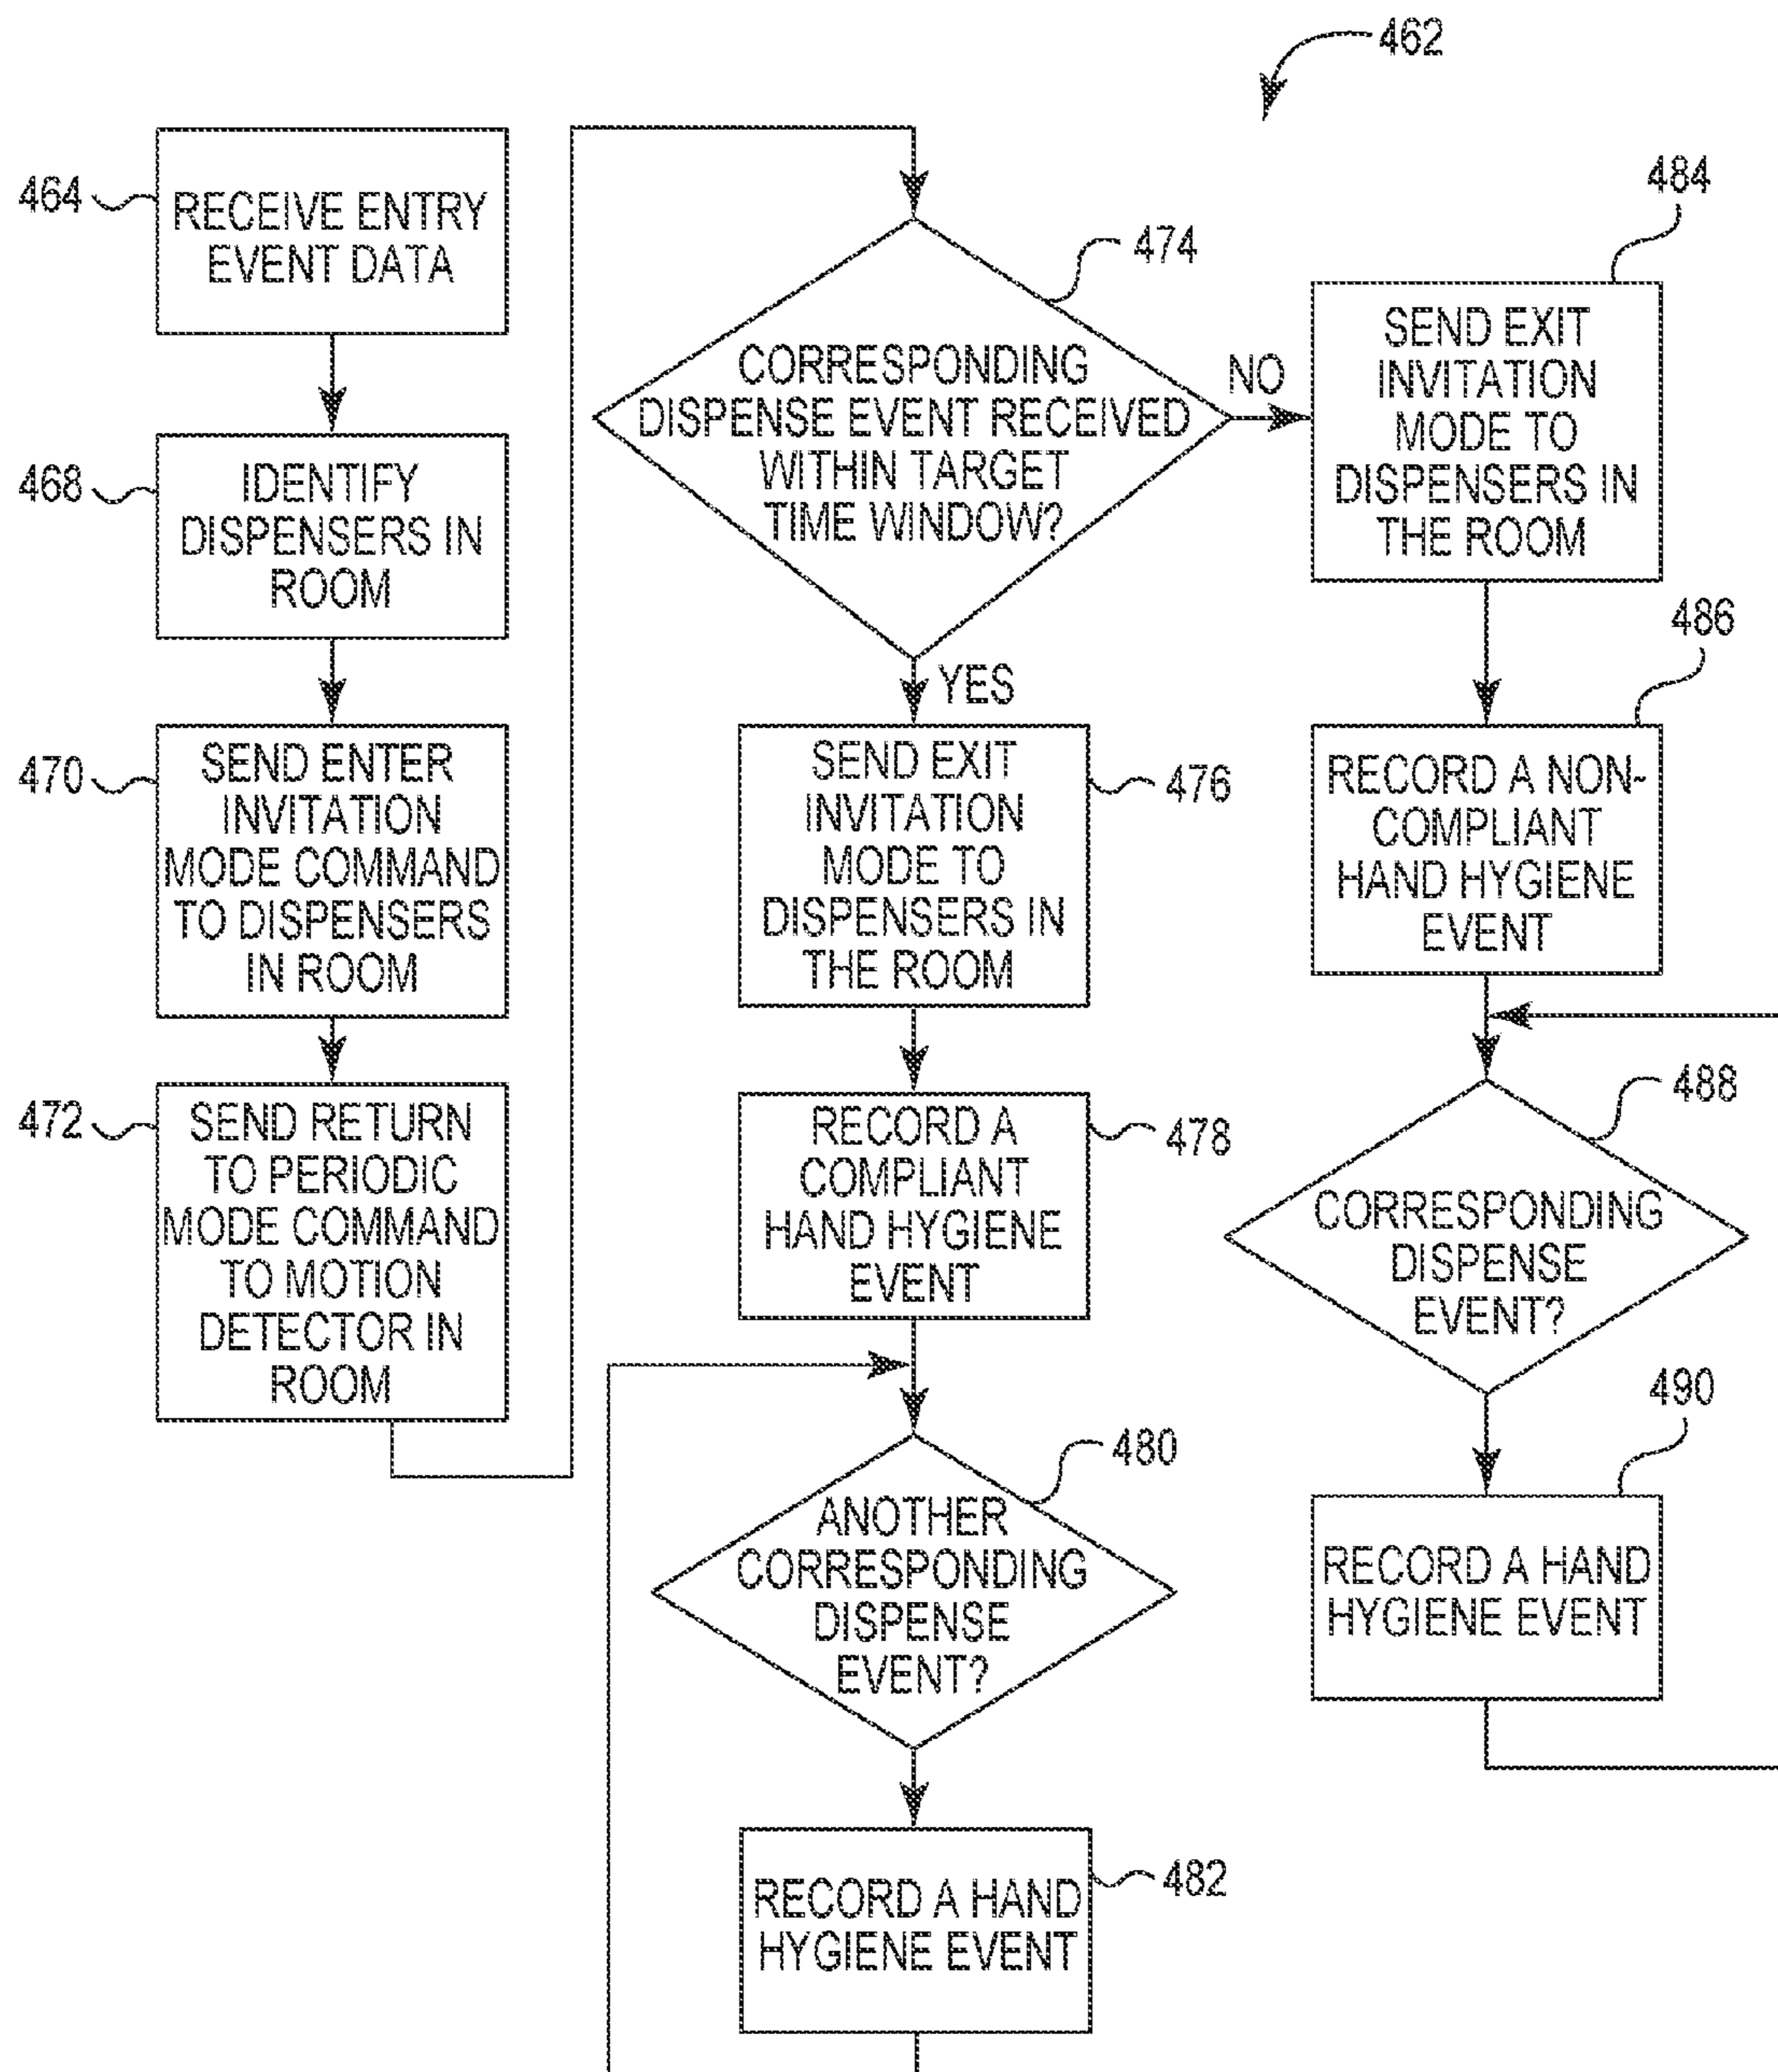 462
464
RECEIVE ENTRY
EVENT DATA
468
IDENTIFY
DISPENSERS IN
ROOM
470
SEND ENTER
INVITATION
MODE COMMAND
TO DISPENSERS
IN ROOM
472
SEND RETURN
TO PERIODIC
MODE COMMAND
TO MOTION
DETECTOR IN
ROOM
474
CORRESPONDING
DISPENSE EVENT RECEIVED
WITHIN TARGET
TIME WINDOW?
NO
YES
476
SEND EXIT
INVITATION
MODE TO
DISPENSERS IN
THE ROOM
478
RECORD A
COMPLIANT
HAND HYGIENE
EVENT
480
ANOTHER
CORRESPONDING
DISPENSE
EVENT?
482
RECORD A HAND
HYGIENE EVENT
484
SEND EXIT
INVITATION
MODE TO
DISPENSERS IN
THE ROOM
486
RECORD A NON-
COMPLIANT
HAND HYGIENE
EVENT
488
CORRESPONDING
DISPENSE
EVENT?
490
RECORD A HAND
HYGIENE EVENT